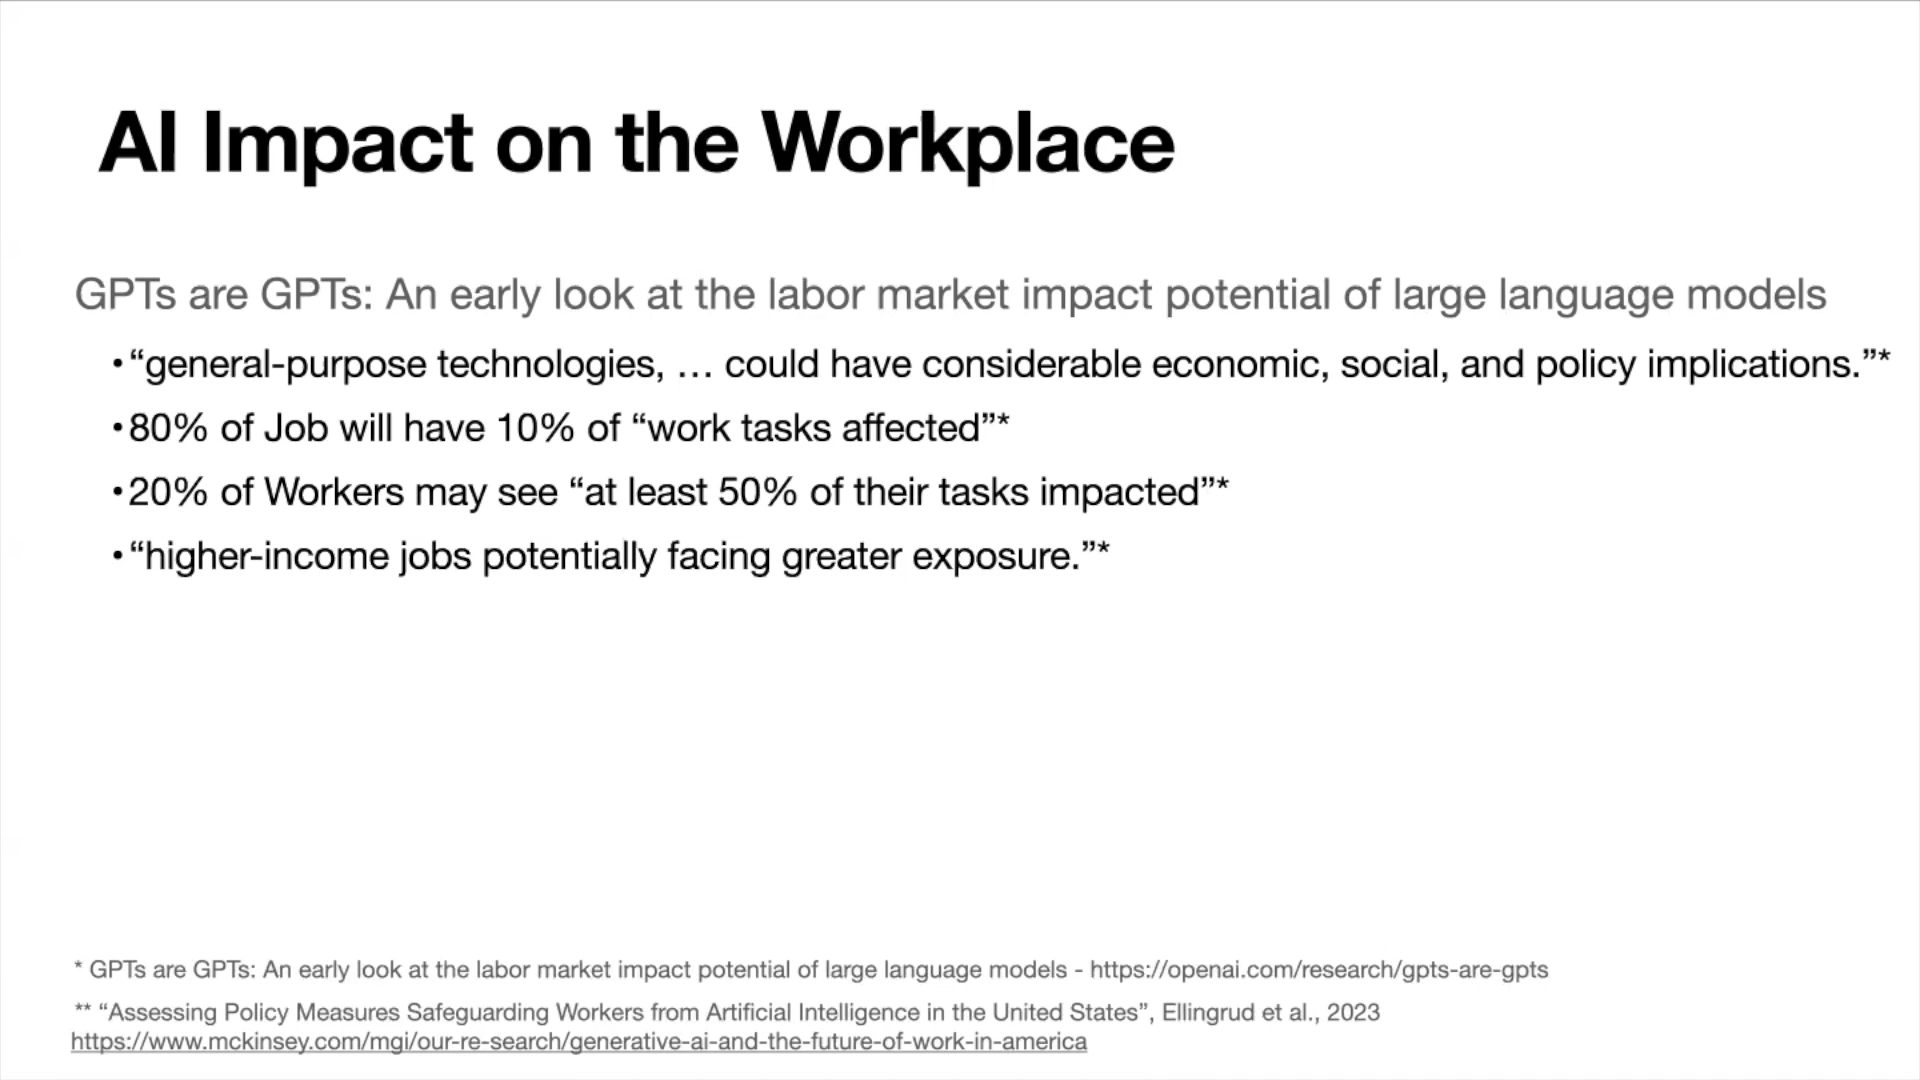 AI Impact on the Workplace
GPTs are GPTs: An early look at the labor market impact potential of large language models
•“general-purpose technologies, … could have considerable economic, social, and policy implications.”*
•80% of Job will have 10% of “work tasks affected”*
•20% of Workers may see “at least 50% of their tasks impacted”*
•“higher-income jobs potentially facing greater exposure.”*
* GPTs are GPTs: An early look at the labor market impact potential of large language models - https://openai.com/research/gpts-are-gpts
** “Assessing Policy Measures Safeguarding Workers from Artificial Intelligence in the United States”, Ellingrud et al., 2023
https://www.mckinsey.com/mgi/our-re-search/generative-ai-and-the-future-of-work-in-america